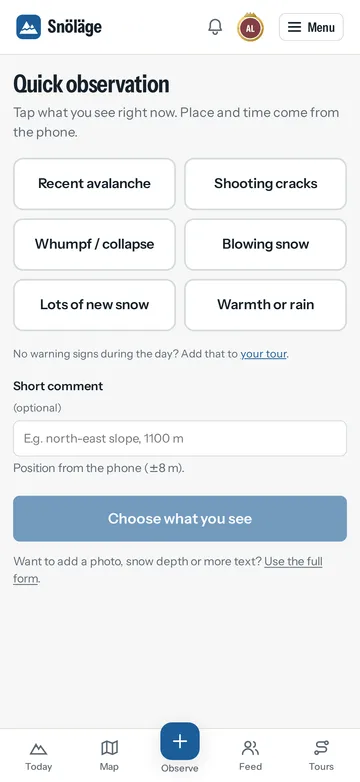 Snöläge
AL
Menu
Quick observation
Tap what you see right now. Place and time come from
the phone.
Recent avalanche
Shooting cracks
Whumpf / collapse
Blowing snow
Lots of new snow
Warmth or rain
No warning signs during the day? Add that to your tour.
Short comment
(optional)
E.g. north-east slope, 1100 m
Position from the phone (±8 m).
Choose what you see
Want to add a photo, snow depth or more text? Use the full
form.
Today
Map
Observe
Feed
Tours